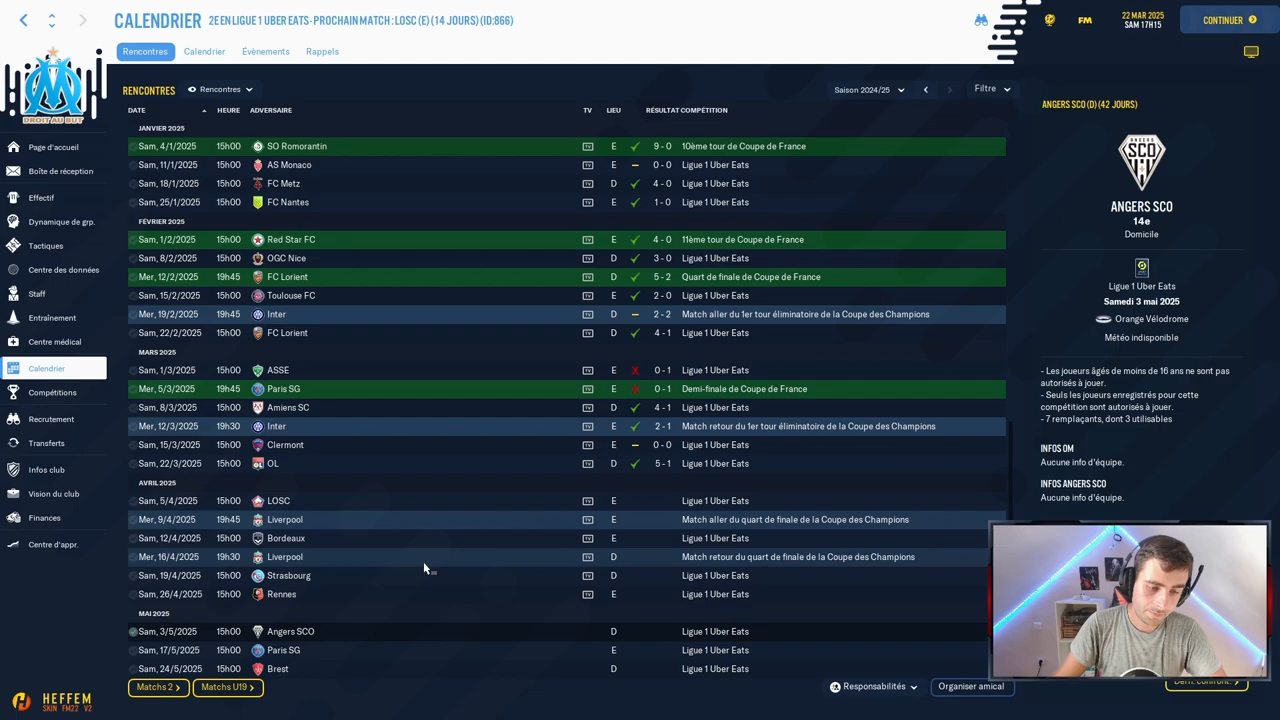 CALENDRIER 2E EN LIGUE 1 UBER EATS - PROCHAIN MATCH : LOSC (E) (14 JOURS) (ID:866)
FM 22 MAR 2025
SAM 17H15
CONTINUER
Rencontres Calendrier Évènements Rappels
DROIT AU BUT
Page d'accueil
Boîte de réception
Effectif
Dynamique de grp.
Tactiques
Centre des données
Staff
Entraînement
Centre médical
Calendrier
Compétitions
Recrutement
Transferts
Infos club
Vision du club
Finances
Centre d'appr.
HEFFEM
SKIN FM22 V2
RENCONTRES Rencontres Saison 2024/25 Filtre
DATE HEURE ADVERSAIRE TV LIEU RÉSULTAT COMPÉTITION
JANVIER 2025
Sam, 4/1/2025 15h00 SO Romorantin TV E 9 - 0 10ème tour de Coupe de France
Sam, 11/1/2025 15h00 AS Monaco TV E 0 - 0 Ligue 1 Uber Eats
Sam, 18/1/2025 15h00 FC Metz TV D 4 - 0 Ligue 1 Uber Eats
Sam, 25/1/2025 15h00 FC Nantes TV E 1 - 0 Ligue 1 Uber Eats
FÉVRIER 2025
Sam, 1/2/2025 15h00 Red Star FC TV E 4 - 0 11ème tour de Coupe de France
Sam, 8/2/2025 15h00 OGC Nice TV D 3 - 0 Ligue 1 Uber Eats
Mer, 12/2/2025 19h45 FC Lorient TV D 5 - 2 Quart de finale de Coupe de France
Sam, 15/2/2025 15h00 Toulouse FC TV E 2 - 0 Ligue 1 Uber Eats
Mer, 19/2/2025 19h45 Inter TV D 2 - 2 Match aller du 1er tour éliminatoire de la Coupe des Champions
Sam, 22/2/2025 15h00 FC Lorient TV D 4 - 1 Ligue 1 Uber Eats
MARS 2025
Sam, 1/3/2025 15h00 ASSE TV E 0 - 1 Ligue 1 Uber Eats
Mer, 5/3/2025 19h45 Paris SG TV E 0 - 1 Demi-finale de Coupe de France
Sam, 8/3/2025 15h00 Amiens SC TV D 4 - 1 Ligue 1 Uber Eats
Mer, 12/3/2025 19h30 Inter TV E 2 - 1 Match retour du 1er tour éliminatoire de la Coupe des Champions
Sam, 15/3/2025 15h00 Clermont TV E 0 - 0 Ligue 1 Uber Eats
Sam, 22/3/2025 15h00 OL TV D 5 - 1 Ligue 1 Uber Eats
AVRIL 2025
Sam, 5/4/2025 15h00 LOSC TV E Ligue 1 Uber Eats
Mer, 9/4/2025 19h45 Liverpool TV E Match aller du quart de finale de la Coupe des Champions
Sam, 12/4/2025 15h00 Bordeaux TV E Ligue 1 Uber Eats
Mer, 16/4/2025 19h30 Liverpool TV D Match retour du quart de finale de la Coupe des Champions
Sam, 19/4/2025 15h00 Strasbourg TV D Ligue 1 Uber Eats
Sam, 26/4/2025 15h00 Rennes TV E Ligue 1 Uber Eats
MAI 2025
Sam, 3/5/2025 15h00 Angers SCO D Ligue 1 Uber Eats
Sam, 17/5/2025 15h00 Paris SG E Ligue 1 Uber Eats
Sam, 24/5/2025 15h00 Brest D Ligue 1 Uber Eats
Matchs 2 Matchs U19 Responsabilités Organiser amical
ANGERS SCO (D) (42 JOURS)
SCO
ANGERS SCO
14e
Domicile
Ligue 1 Uber Eats
Samedi 3 mai 2025
Orange Vélodrome
Météo indisponible
- Les joueurs âgés de moins de 16 ans ne sont pas
autorisés à jouer.
- Seuls les joueurs enregistrés pour cette
compétition sont autorisés à jouer.
- 7 remplaçants, dont 3 utilisables
INFOS OM
Aucune info d'équipe.
INFOS ANGERS SCO
Aucune info d'équipe.